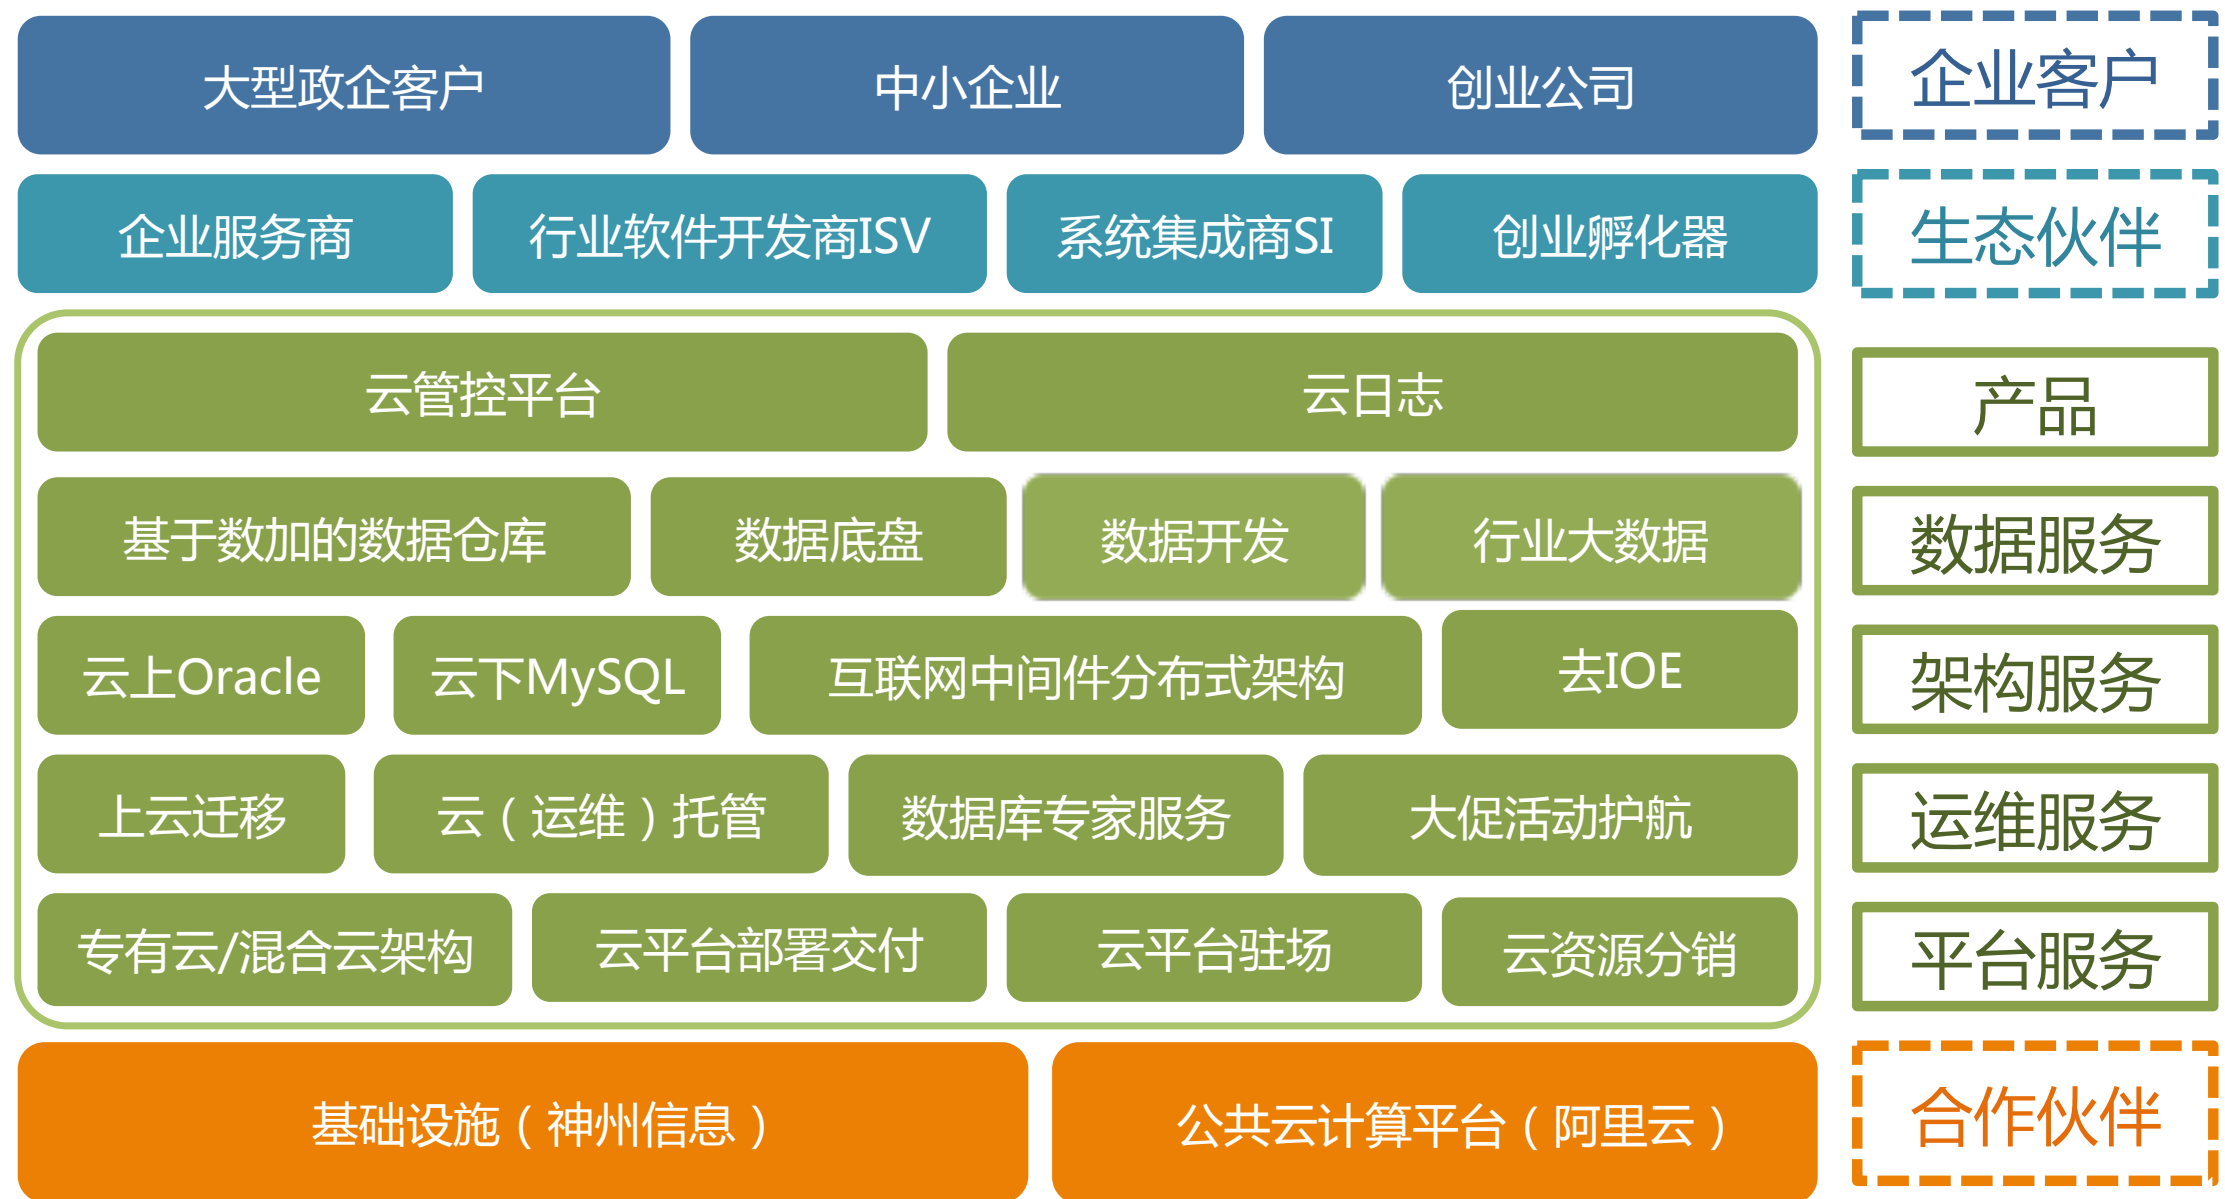 大型政企客户
中小企业
创业公司
企业客户
企业服务商
行业软件开发商ISV
系统集成商SI
创业孵化器
生态伙伴
云管控平台
云日志
产品
基于数加的数据仓库
数据底盘
数据开发
行业大数据
数据服务
云上Oracle
云下MySQL
互联网中间件分布式架构
去IOE
架构服务
上云迁移
云（运维）托管
数据库专家服务
大促活动护航
运维服务
专有云/混合云架构
云平台部署交付
云平台驻场
云资源分销
平台服务
基础设施（神州信息）
公共云计算平台（阿里云）
合作伙伴